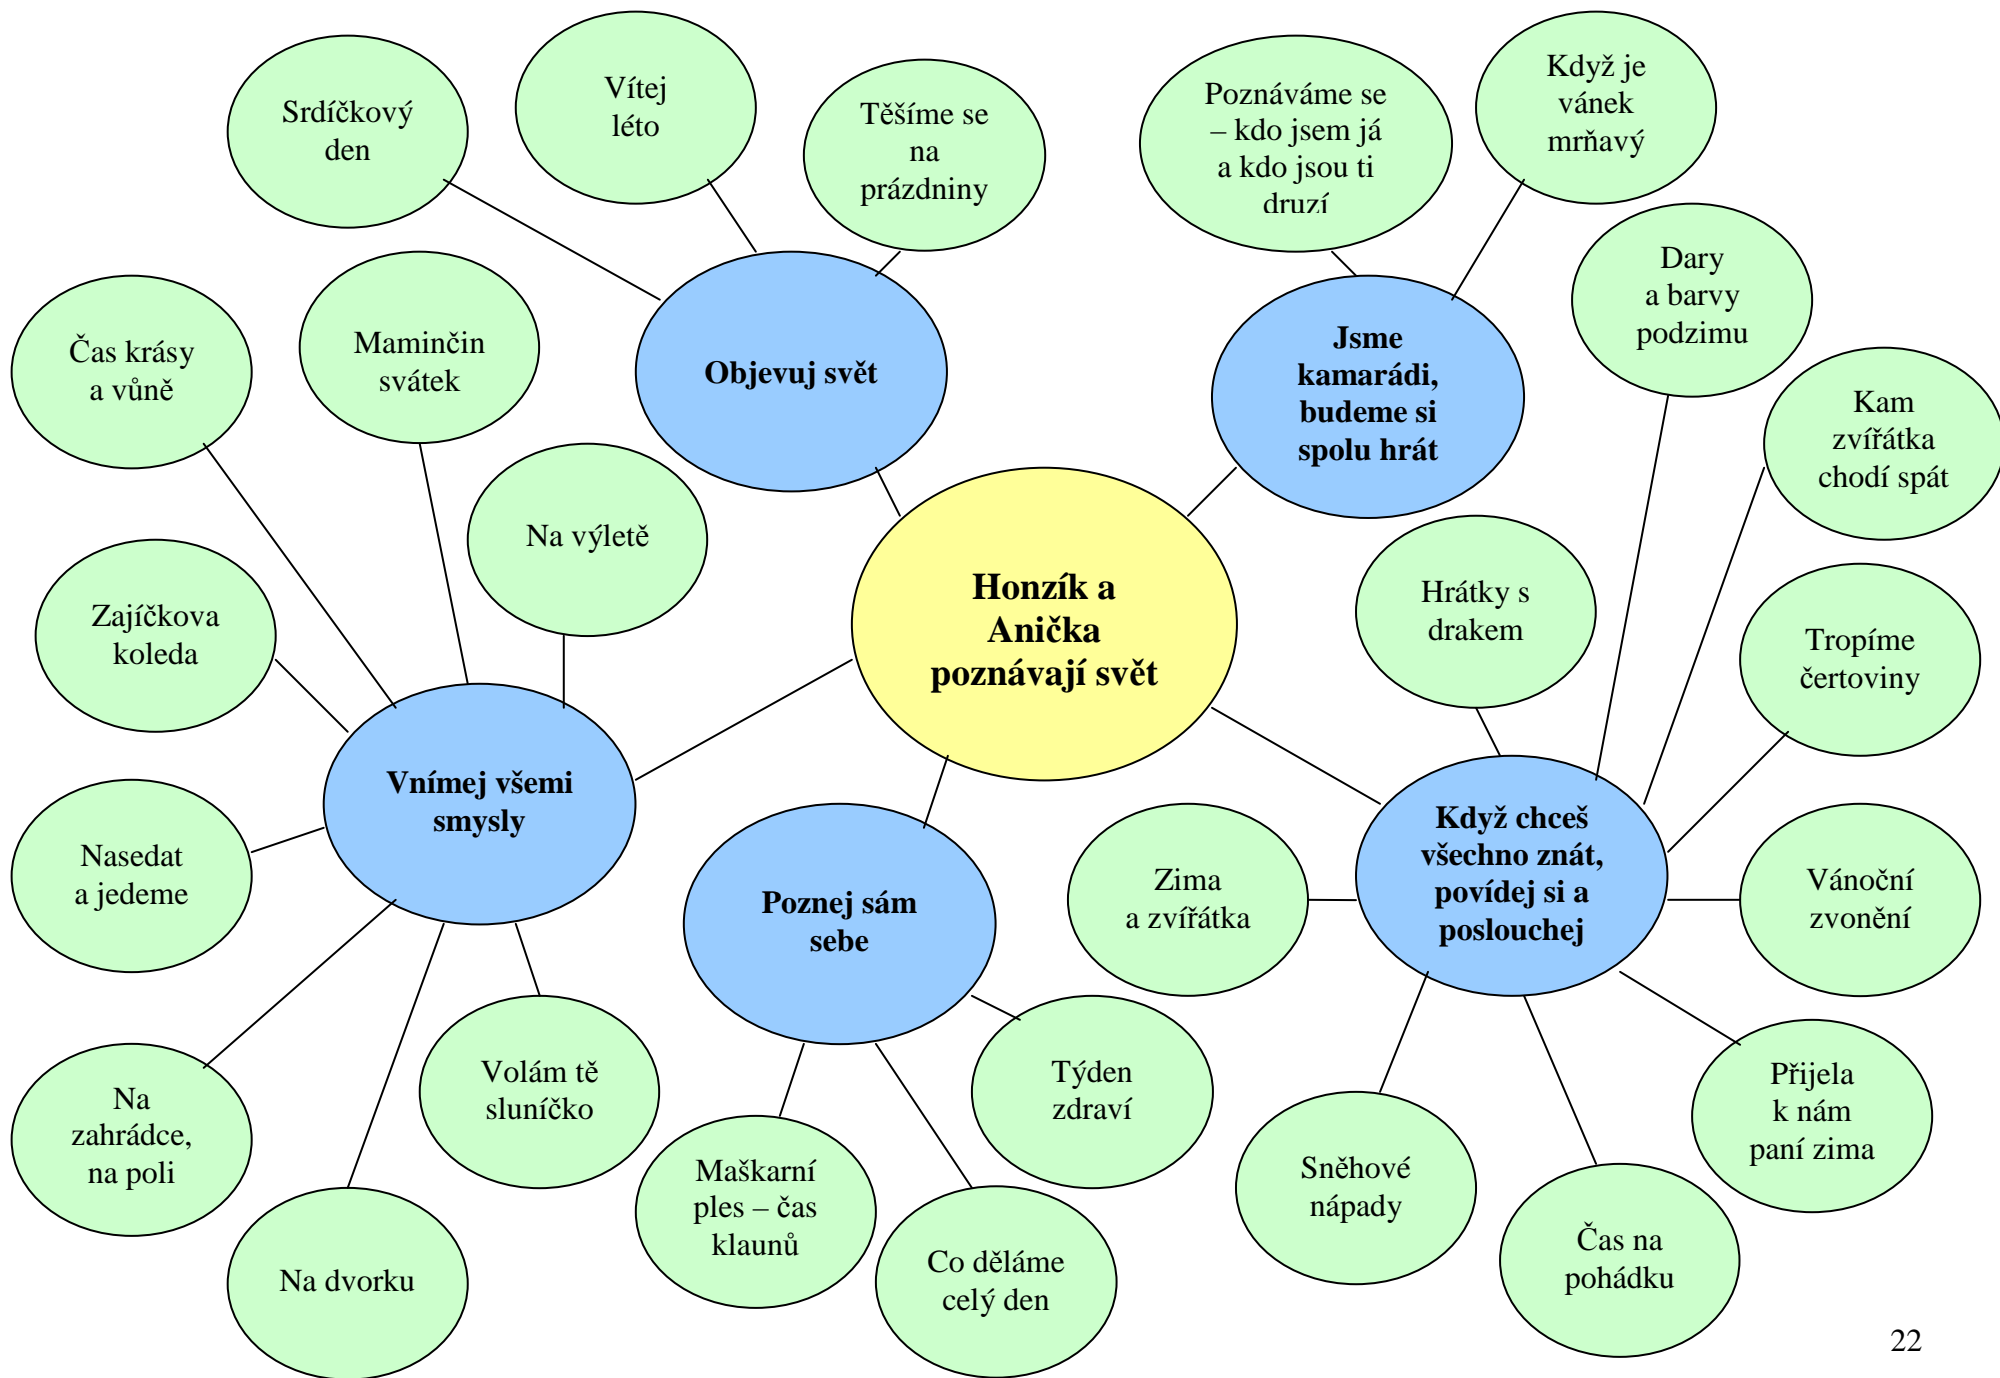 Srdíčkový
den
Vítej
léto
Těšíme se
na
prázdniny
Poznáváme se
– kdo jsem já
a kdo jsou ti
druzí
Když je
vánek
mrňavý
Dary
a barvy
podzimu
Čas krásy
a vůně
Maminčin
svátek
Objevuj svět
Jsme
kamarádi,
budeme si
spolu hrát
Kam
zvířátka
chodí spát
Na výletě
Honzík a
Anička
poznávají svět
Hrátky s
drakem
Zajíčkova
koleda
Tropíme
čertoviny
Vnímej všemi
smysly
Nasedat
a jedeme
Poznej sám
sebe
Zima
a zvířátka
Když chceš
všechno znát,
povídej si a
poslouchej
Vánoční
zvonění
Na
zahrádce,
na poli
Volám tě
sluníčko
Týden
zdraví
Přijela
k nám
paní zima
Na dvorku
Maškarní
ples – čas
klaunů
Co děláme
celý den
Sněhové
nápady
Čas na
pohádku
22